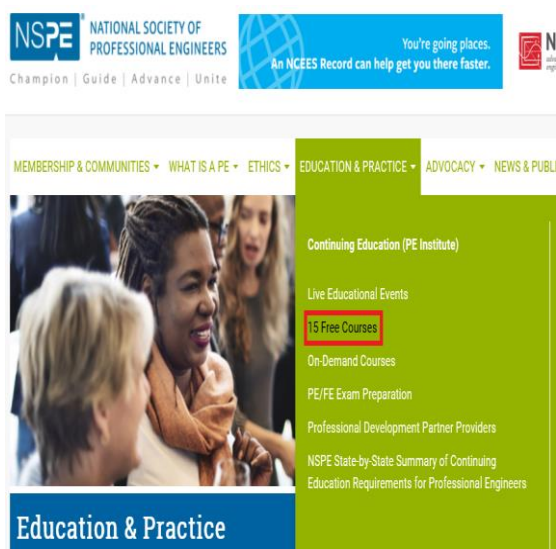 NSPE
NATIONAL SOCIETY OF
PROFESSIONAL ENGINEERS
Champion | Guide | Advance | Unite
You're going places.
An NCEES Record can help get you there faster.
MEMBERSHIP & COMMUNITIES
WHAT IS A PE
ETHICS
EDUCATION & PRACTICE
ADVOCACY
NEWS & PUBL
Continuing Education (PE Institute)
Live Educational Events
15 Free Courses
On-Demand Courses
PE/FE Exam Preparation
Professional Development Partner Providers
NSPE State-by-State Summary of Continuing
Education Requirements for Professional Engineers
Education & Practice